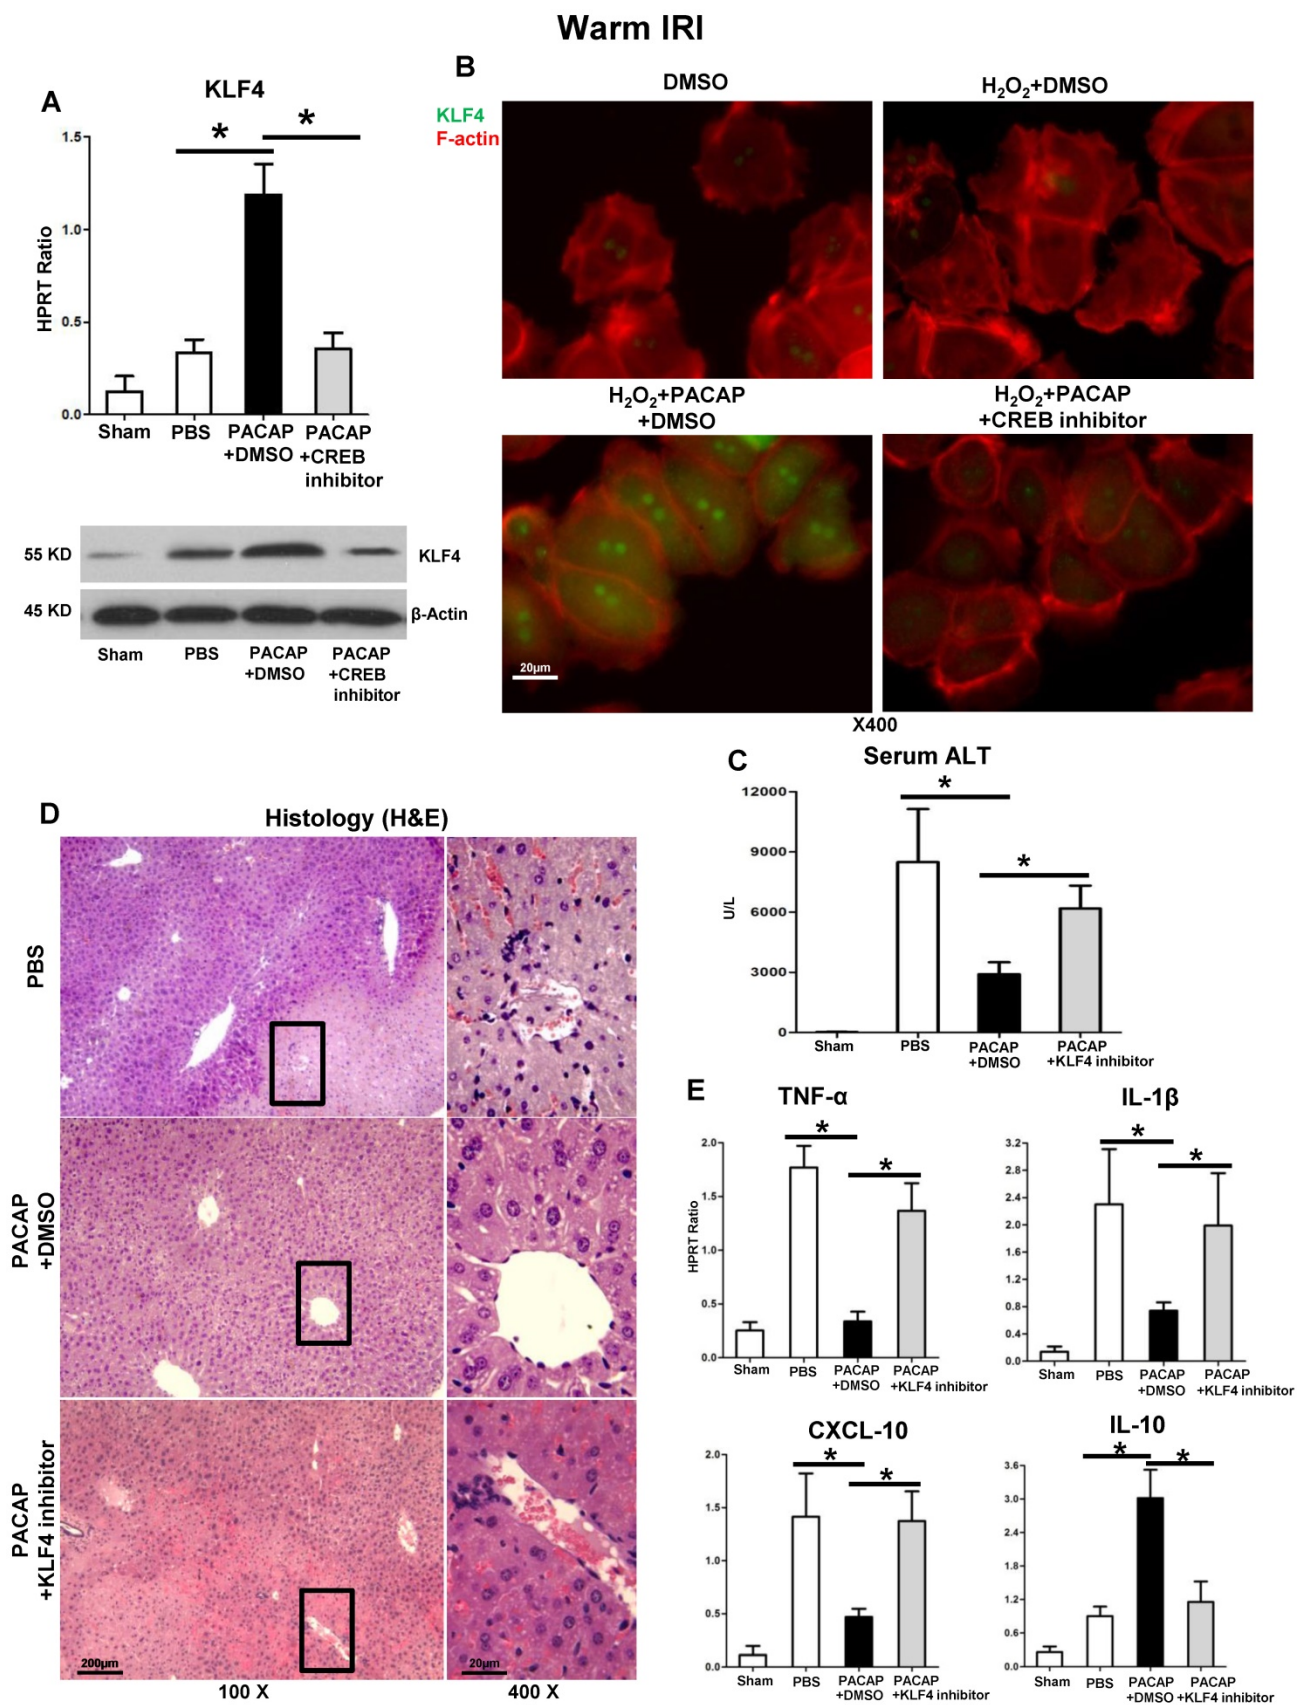 Warm IRI
A
KLF4
*
*
1.5
1.0
0.5
0.0
HPRT Ratio
Sham
PBS
PACAP
+DMSO
PACAP
+CREB
inhibitor
55 KD
KLF4
45 KD
β-Actin
Sham
PBS
PACAP
+DMSO
PACAP
+CREB
inhibitor
B
KLF4
F-actin
DMSO
H₂O₂+DMSO
H₂O₂+PACAP
+DMSO
H₂O₂+PACAP
+CREB inhibitor
20μm
X400
C
Serum ALT
*
*
12000
9000
6000
3000
0
U/L
Sham
PBS
PACAP
+DMSO
PACAP
+KLF4 inhibitor
D
Histology (H&E)
PBS
PACAP
+DMSO
PACAP
+KLF4 inhibitor
200μm
20μm
100 X
400 X
E
TNF-α
*
*
2.0
1.5
1.0
0.5
0.0
HPRT Ratio
Sham
PBS
PACAP
+DMSO
PACAP
+KLF4 inhibitor
IL-1β
*
*
3.2
2.8
2.4
2.0
1.6
1.2
0.8
0.4
0.0
Sham
PBS
PACAP
+DMSO
PACAP
+KLF4 inhibitor
CXCL-10
*
*
2.0
1.5
1.0
0.5
0.0
Sham
PBS
PACAP
+DMSO
PACAP
+KLF4 inhibitor
IL-10
*
*
3.6
3.0
2.4
1.8
1.2
0.6
0.0
Sham
PBS
PACAP
+DMSO
PACAP
+KLF4 inhibitor